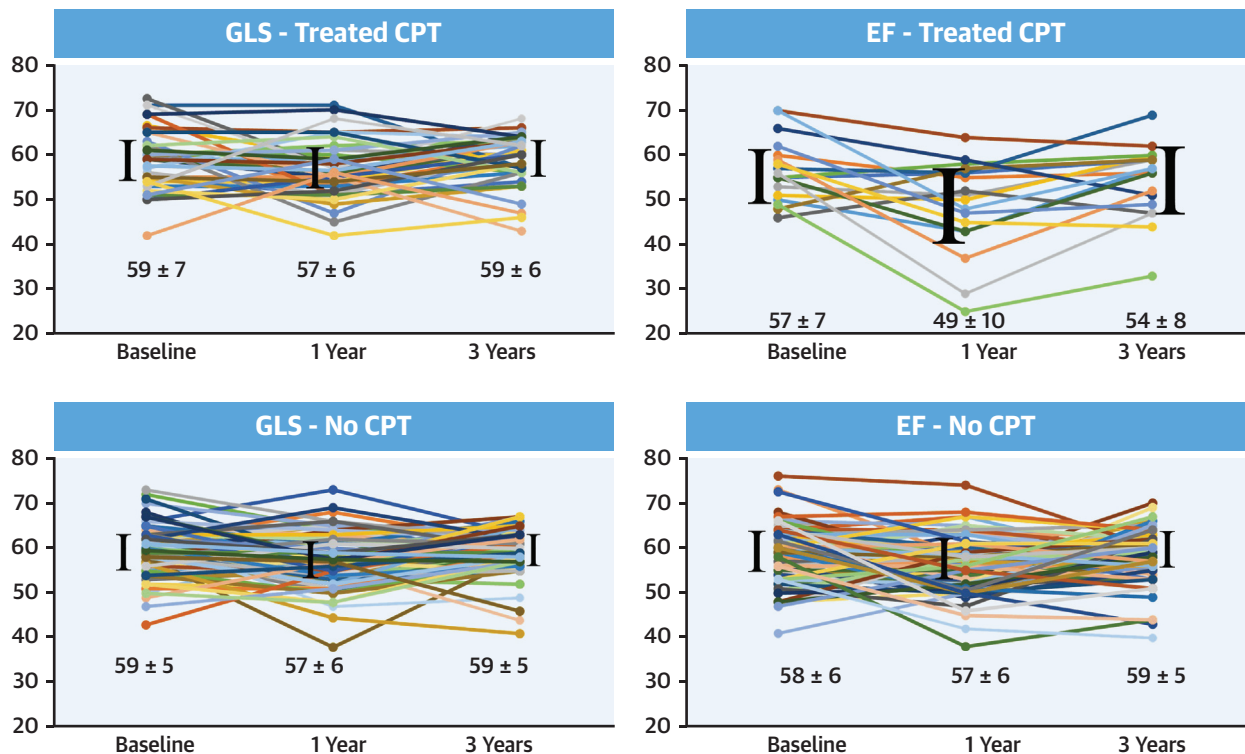 GLS - Treated CPT
80
70
60
50
40
30
20
59 ± 7
57 ± 6
59 ± 6
Baseline
1 Year
3 Years
EF - Treated CPT
80
70
60
50
40
30
20
57 ± 7
49 ± 10
54 ± 8
Baseline
1 Year
3 Years
GLS - No CPT
80
70
60
50
40
30
20
59 ± 5
57 ± 6
59 ± 5
Baseline
1 Year
3 Years
EF - No CPT
80
70
60
50
40
30
20
58 ± 6
57 ± 6
59 ± 5
Baseline
1 Year
3 Years